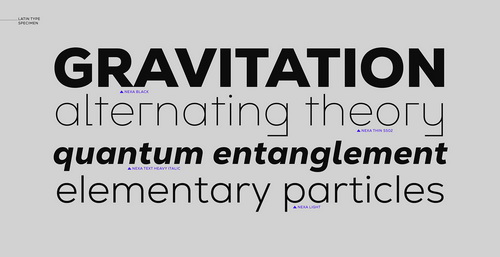 LATIN TYPE
SPECIMEN
GRAVITATION
NEXA BLACK
alternating theory
NEXA THIN SS02
quantum entanglement
NEXA TEXT HEAVY ITALIC
elementary particles
NEXA LIGHT